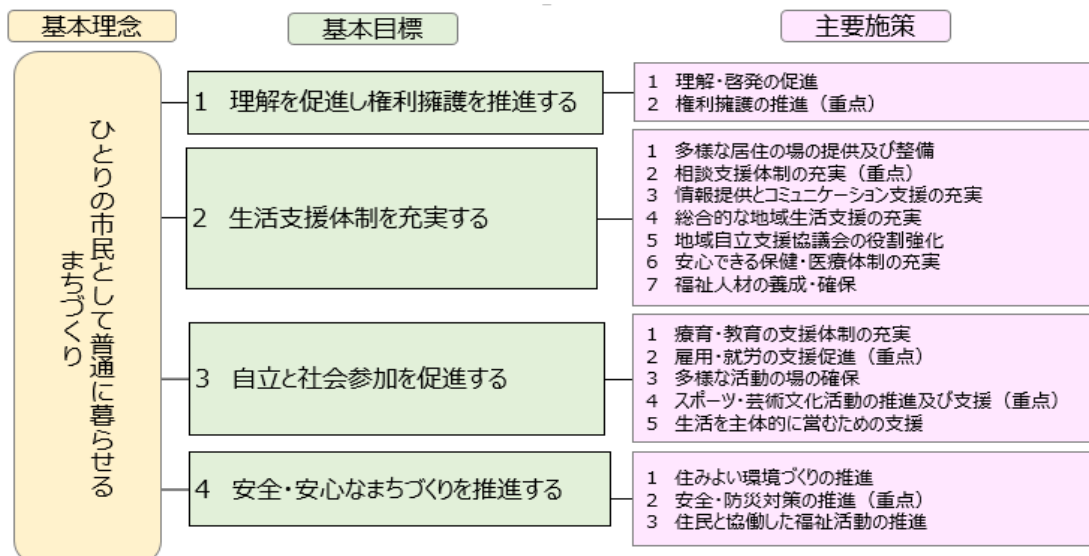 基本理念
基本目標
主要施策
ひとりの市民として普通に暮らせる
まちづくり
1 理解を促進し権利擁護を推進する
1 理解・啓発の促進
2 権利擁護の推進（重点）
2 生活支援体制を充実する
1 多様な居住の場の提供及び整備
2 相談支援体制の充実（重点）
3 情報提供とコミュニケーション支援の充実
4 総合的な地域生活支援の充実
5 地域自立支援協議会の役割強化
6 安心できる保健・医療体制の充実
7 福祉人材の養成・確保
3 自立と社会参加を促進する
1 療育・教育の支援体制の充実
2 雇用・就労の支援促進（重点）
3 多様な活動の場の確保
4 スポーツ・芸術文化活動の推進及び支援（重点）
5 生活を主体的に営むための支援
4 安全・安心なまちづくりを推進する
1 住みよい環境づくりの推進
2 安全・防災対策の推進（重点）
3 住民と協働した福祉活動の推進